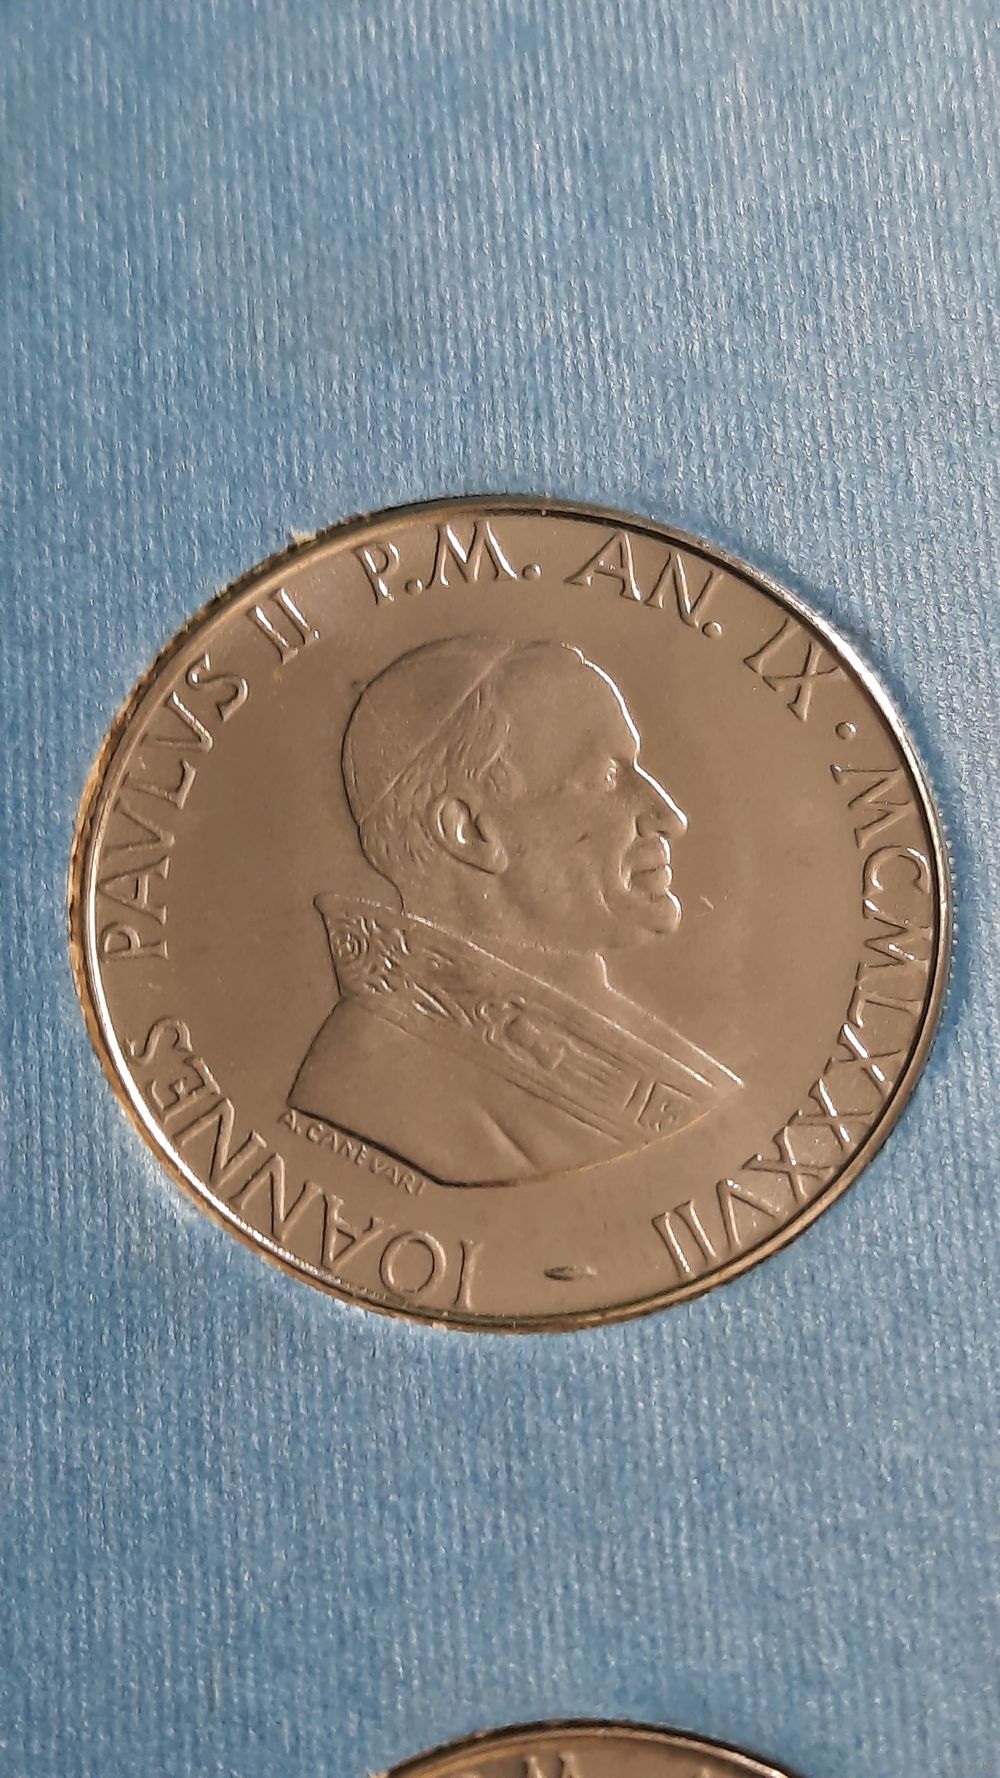 IOANNES PAVLVS II P.M. AN. IX · MCMLXXXVII
A. CANEVARI